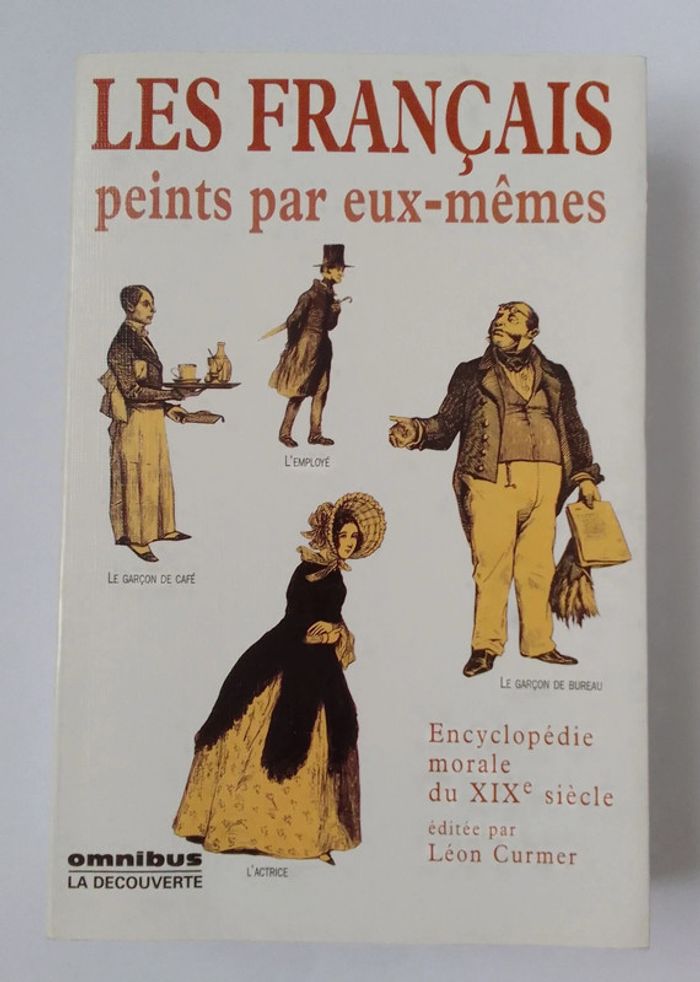 LES FRANÇAIS
peints par eux-mêmes
L'EMPLOYÉ
LE GARÇON DE CAFÉ
LE GARÇON DE BUREAU
Encyclopédie
morale
du XIXe siècle
éditée par
Léon Curmer
omnibus
LA DECOUVERTE
L'ACTRICE